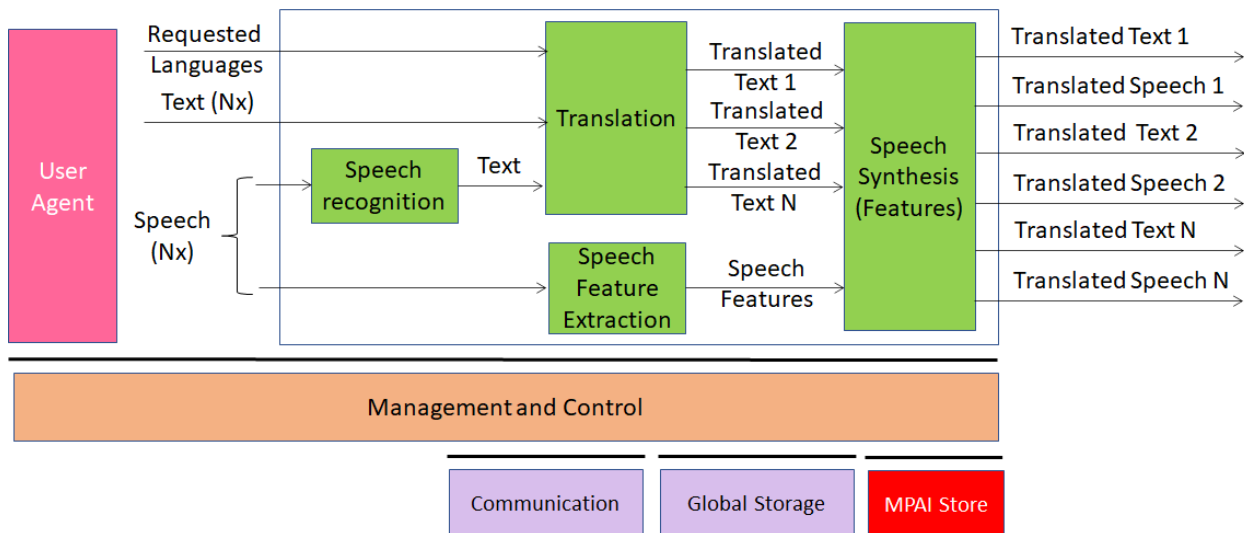 Requested
Languages
Text (Nx)
User
Agent
Speech
(Nx)
Speech
recognition
Text
Translation
Translated
Text 1
Translated
Text 2
Translated
Text N
Speech
Feature
Extraction
Speech
Features
Speech
Synthesis
(Features)
Translated Text 1
Translated Speech 1
Translated Text 2
Translated Speech 2
Translated Text N
Translated Speech N
Management and Control
Communication
Global Storage
MPAI Store